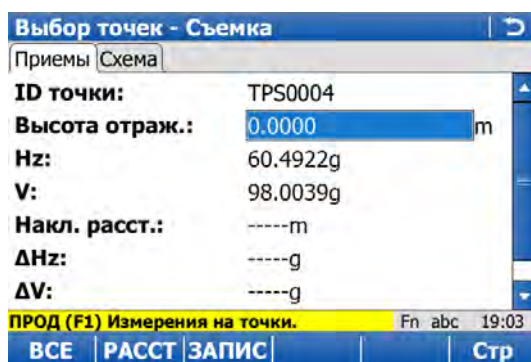 Выбор точек - Съемка
Приемы Схема
ID точки: TPS0004
Высота отраж.: 0.0000 m
Hz: 60.4922g
V: 98.0039g
Накл. расст.: -----m
ΔHz: -----g
ΔV: -----g
ПРОД (F1) Измерения на точки. Fn abc 19:03
ВСЕ РАССТ ЗАПИС Стр